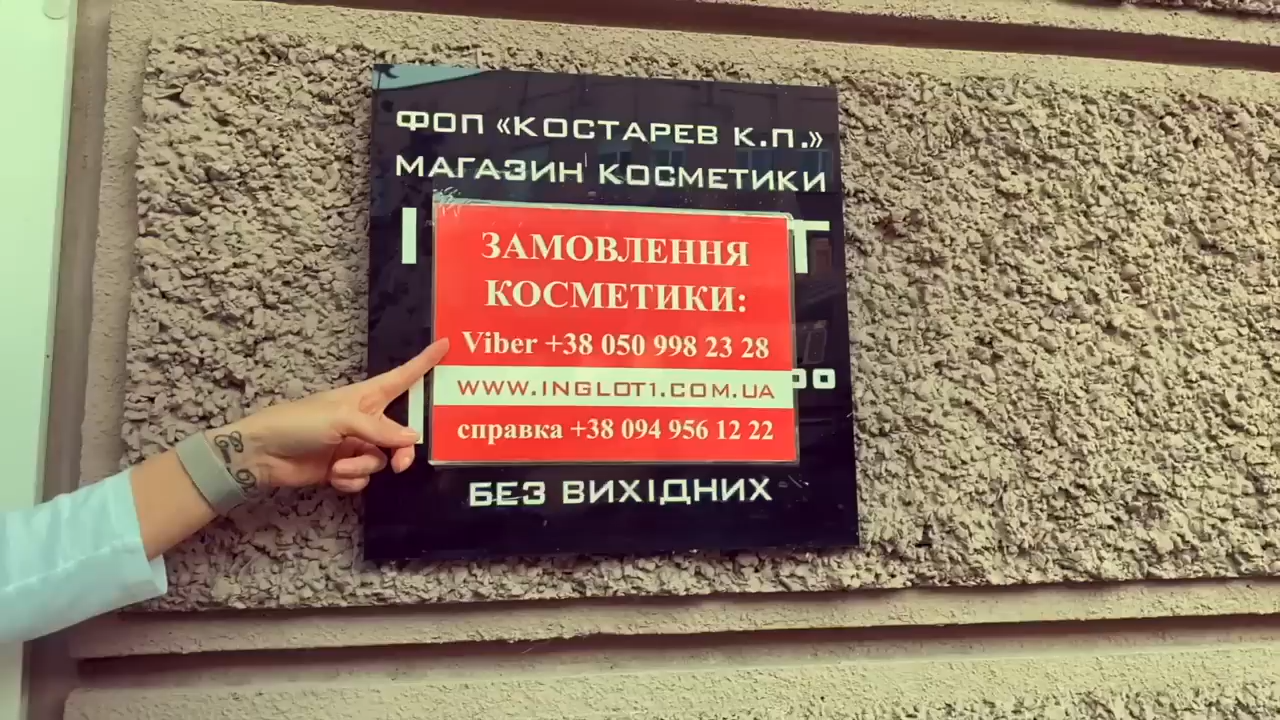 ФОП «КОСТАРЕВ К.П.»
МАГАЗИН КОСМЕТИКИ
ЗАМОВЛЕННЯ
КОСМЕТИКИ:
Viber +38 050 998 23 28
WWW.INGLOT1.COM.UA
справка +38 094 956 12 22
БЕЗ ВИХІДНИХ